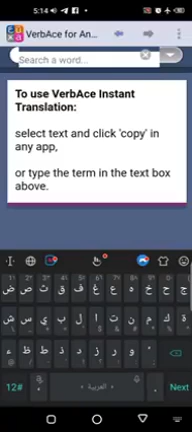 5:14
VerbAce for An...
Search a word...
To use VerbAce Instant
Translation:
select text and click 'copy' in
any app,
or type the term in the text box
above.
ض ص ث ق ف غ ع ه خ ح ج
ش س ي ب ل ا ت ن م ك ة
ء ظ ط ذ د ز ر و ى
12# العربية . Next